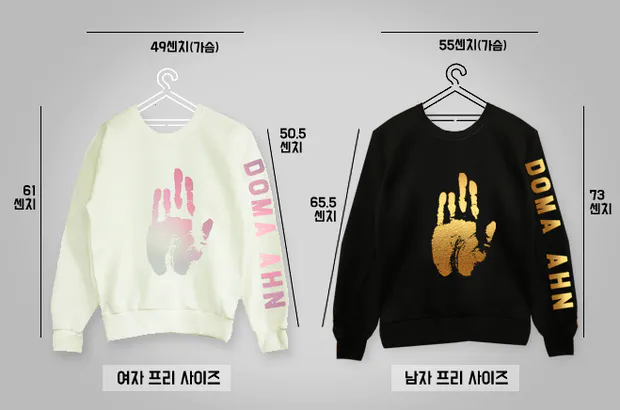 49센치(가슴)
55센치(가슴)
61
센치
50.5
센치
DOMA AHN
65.5
센치
DOMA AHN
73
센치
여자 프리 사이즈
남자 프리 사이즈